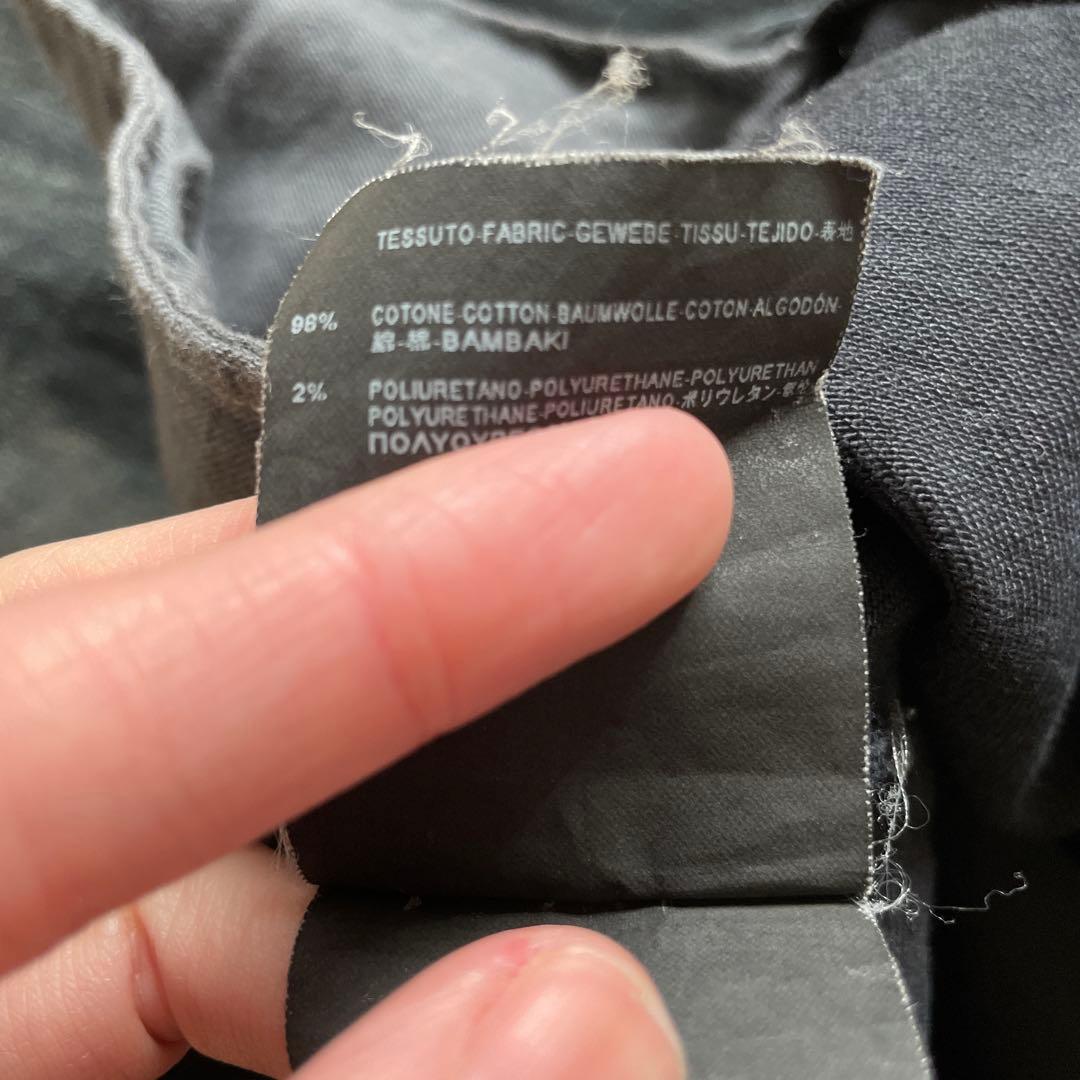 TESSUTO-FABRIC-GEWEBE-TISSU-TEJIDO-表地
98% COTONE-COTTON-BAUMWOLLE-COTON-ALGODÓN-
綿-棉-BAMBAKI
2% POLIURETANO-POLYURETHANE-POLYURETHAN
POLYURETHANE-POLIURETANO-ポリウレタン